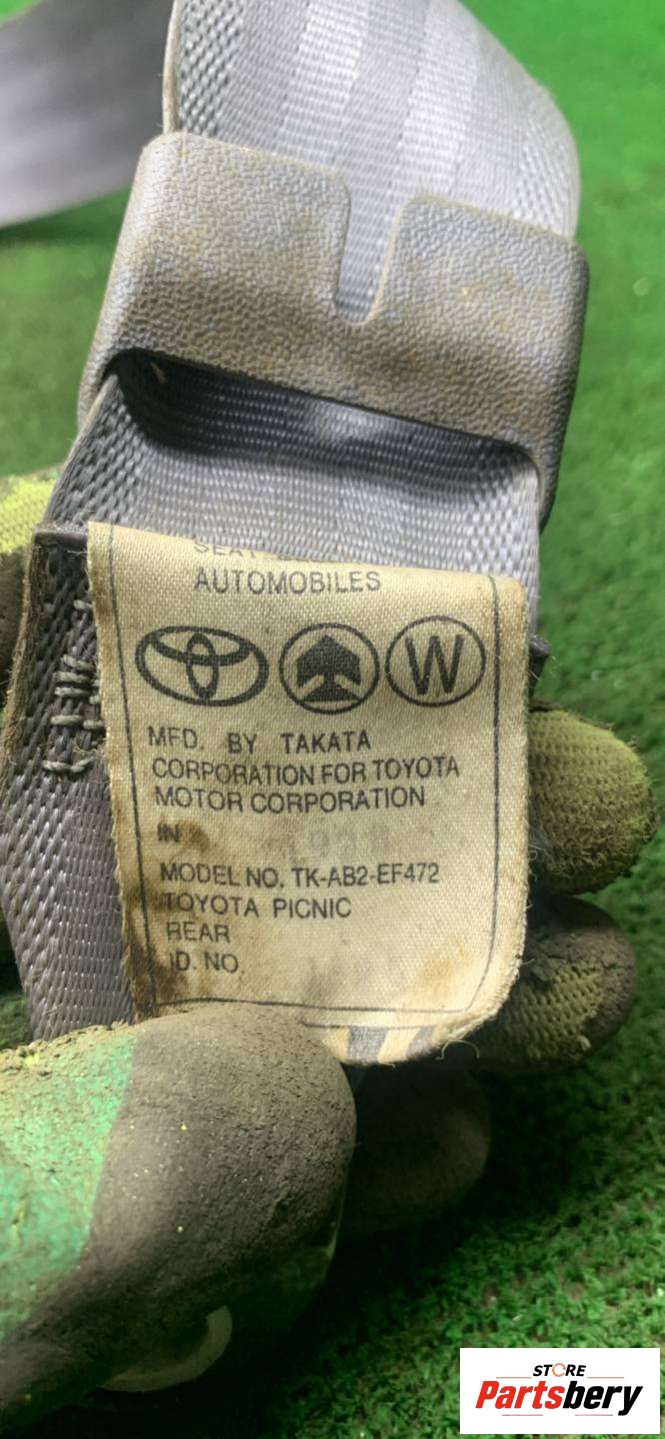 AUTOMOBILES
W
MFD. BY TAKATA
CORPORATION FOR TOYOTA
MOTOR CORPORATION
IN
MODEL NO. TK-AB2-EF472
TOYOTA PICNIC
REAR
ID. NO.
STORE
Partsbery